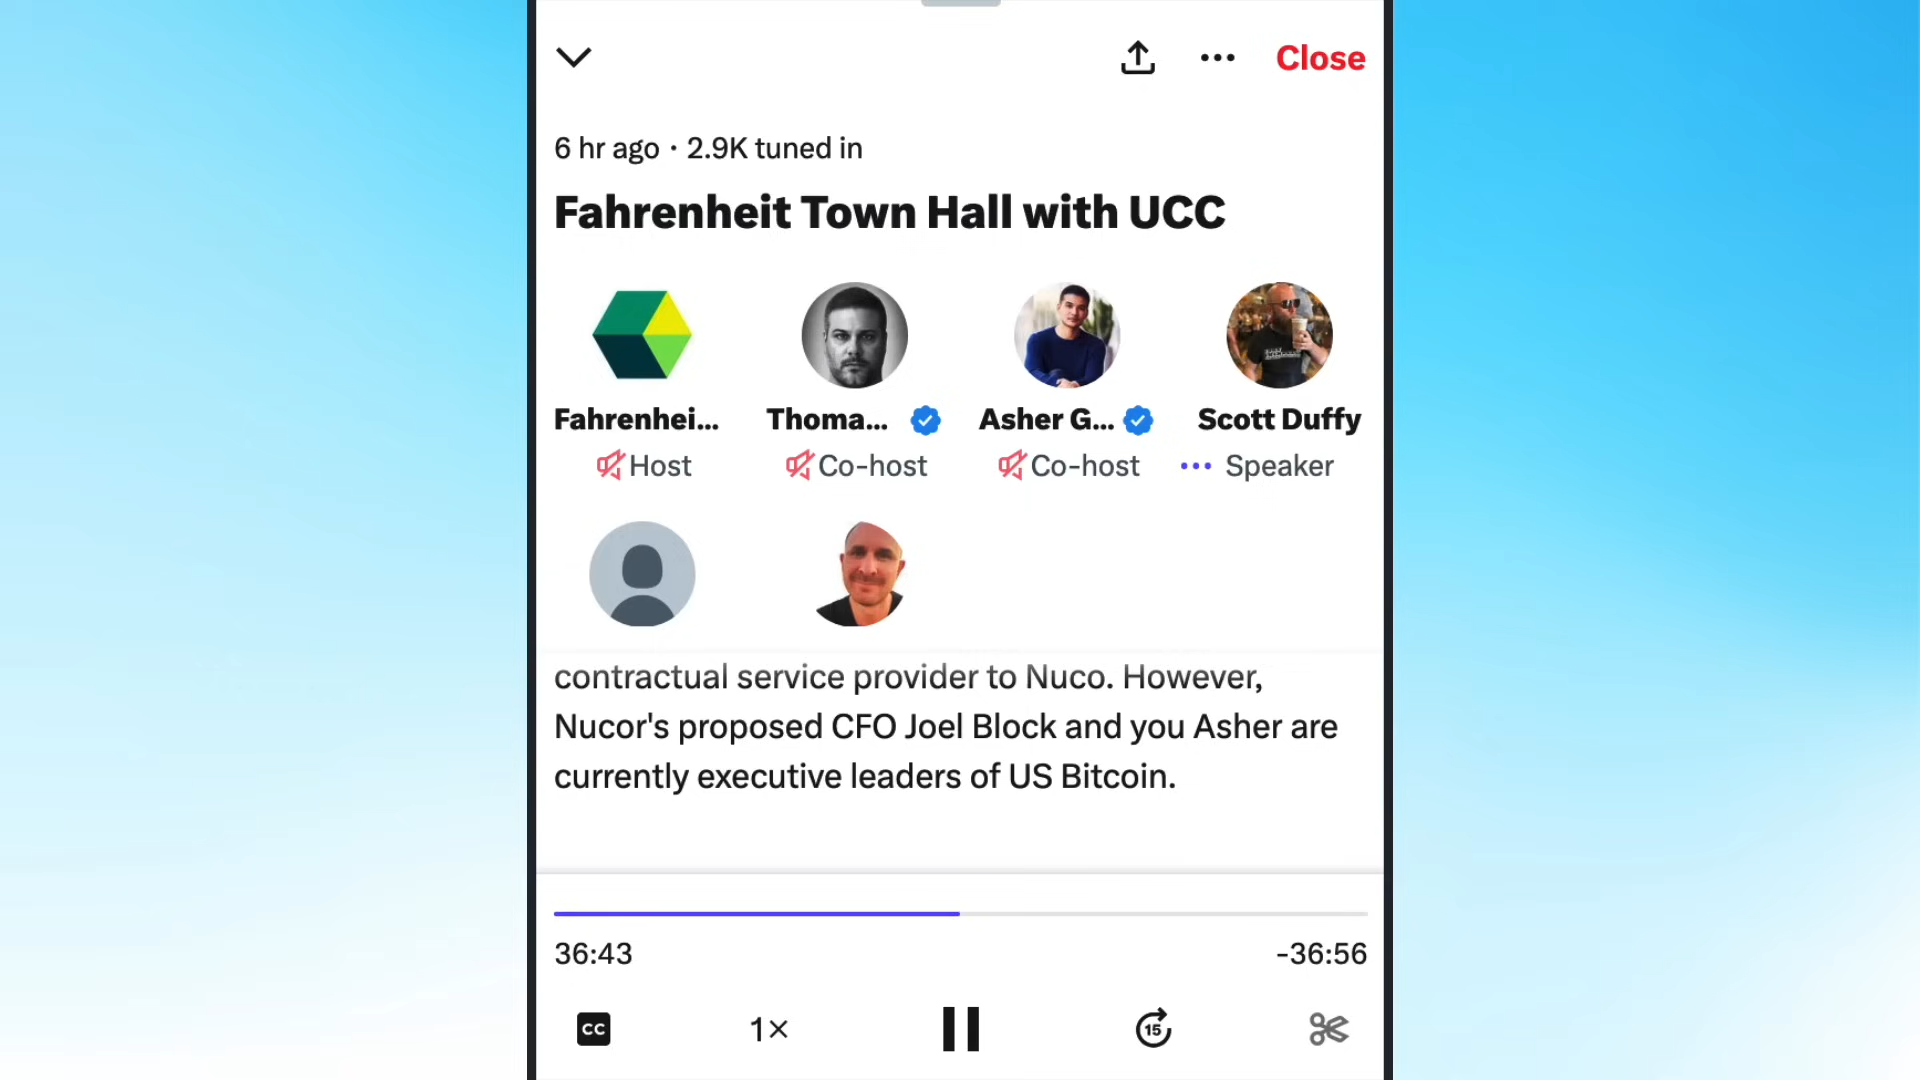 Close
6 hr ago · 2.9K tuned in
Fahrenheit Town Hall with UCC
Fahrenhei... Thoma... Asher G... Scott Duffy
Host Co-host Co-host Speaker
contractual service provider to Nuco. However,
Nucor's proposed CFO Joel Block and you Asher are
currently executive leaders of US Bitcoin.
36:43 -36:56
CC 1× 15